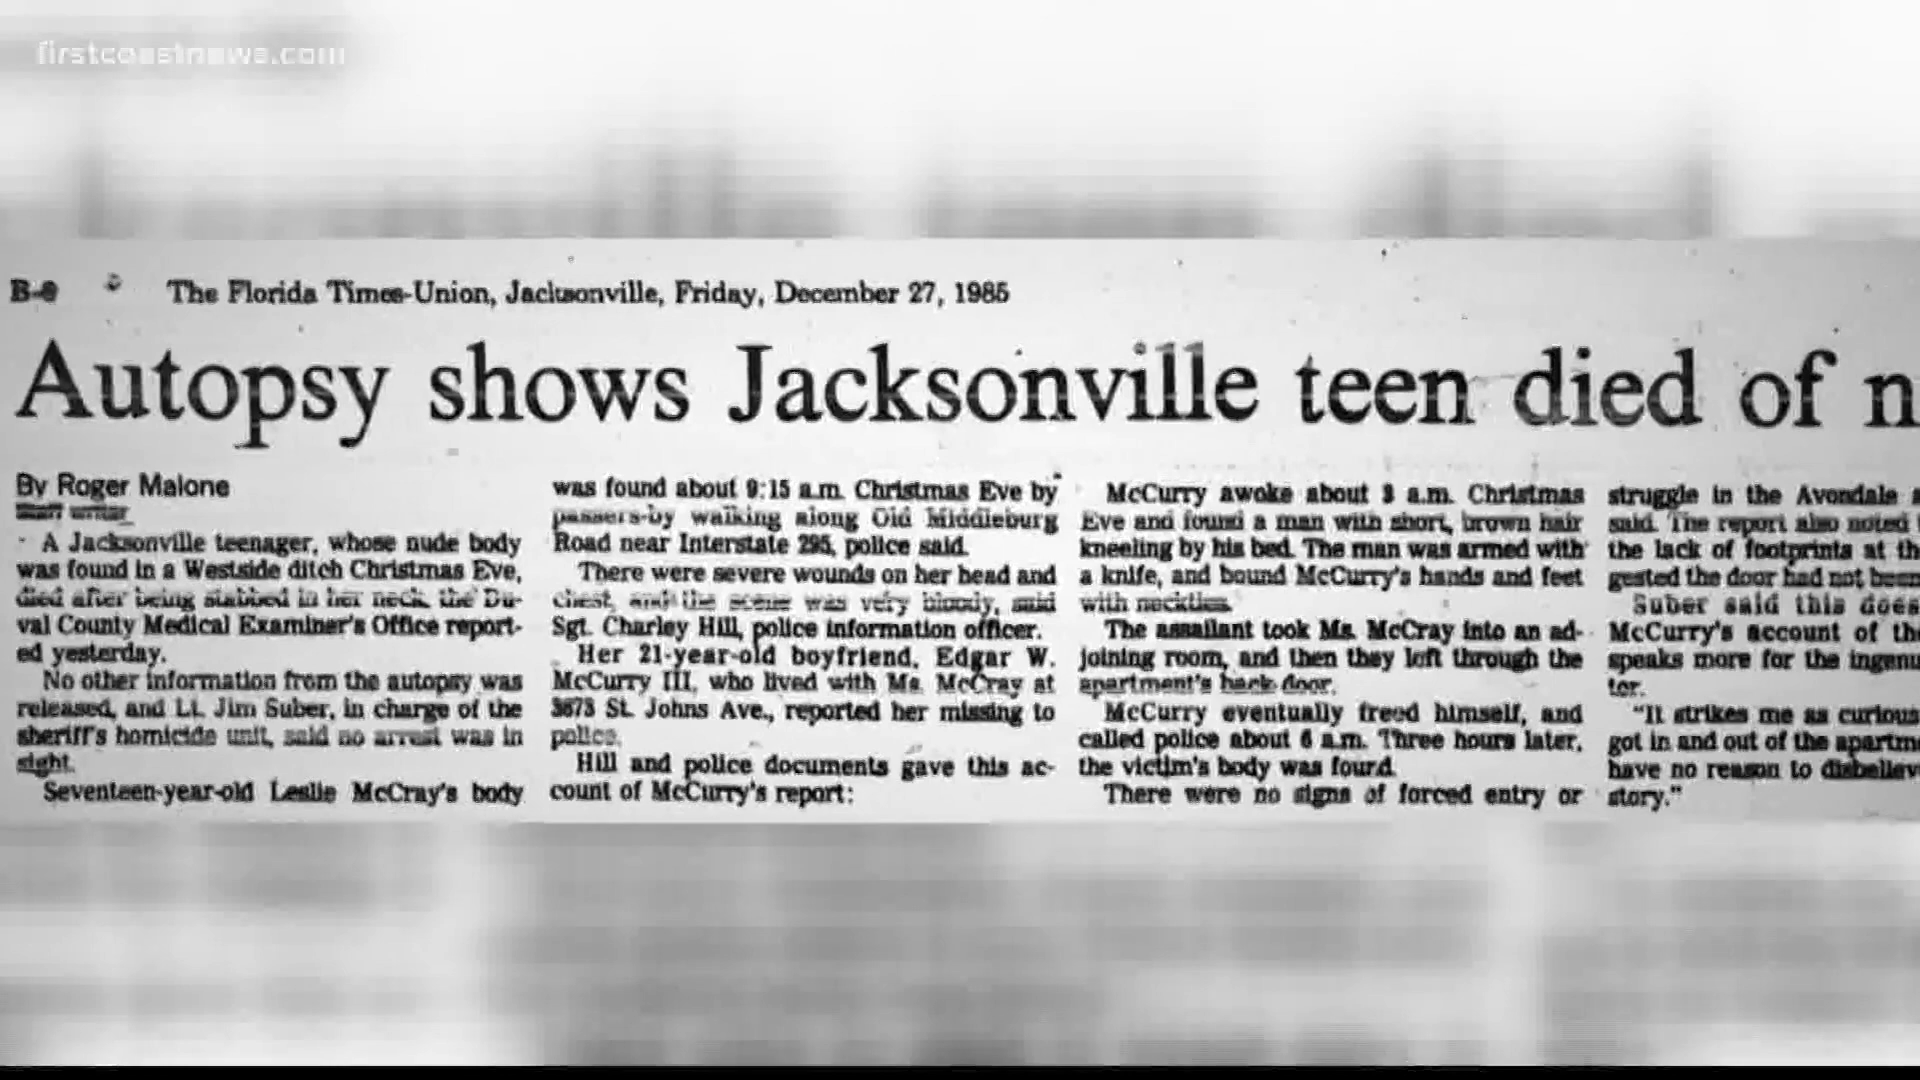 firstcoastnews.com
The Florida Times-Union, Jacksonville, Friday, December 27, 1985
Autopsy shows Jacksonville teen died of n
By Roger Malone
Staff writer
A Jacksonville teenager, whose nude body
was found in a Westside ditch Christmas Eve,
died after being stabbed in her neck, the Du-
val County Medical Examiner's Office report-
ed yesterday.
No other information from the autopsy was
released, and Lt. Jim Suber, in charge of the
sheriff's homicide unit, said no arrest was in
sight.
Seventeen-year-old Leslie McCray's body
was found about 9:15 a.m. Christmas Eve by
passers-by walking along Old Middleburg
Road near Interstate 295, police said.
There were severe wounds on her head and
chest, and the scene was very bloody, said
Sgt. Charley Hill, police information officer.
Her 21-year-old boyfriend, Edgar W.
McCurry III, who lived with Ms. McCray at
3673 St. Johns Ave., reported her missing to
police.
Hill and police documents gave this ac-
count of McCurry's report:
McCurry awoke about 3 a.m. Christmas
Eve and found a man with short, brown hair
kneeling by his bed. The man was armed with
a knife, and bound McCurry's hands and feet
with neckties.
The assailant took Ms. McCray into an ad-
joining room, and then they left through the
apartment's back door.
McCurry eventually freed himself, and
called police about 6 a.m. Three hours later,
the victim's body was found.
There were no signs of forced entry or
struggle in the Avondale a
said. The report also noted
the lack of footprints at th
gested the door had not been
Suber said this does
McCurry's account of the
speaks more for the ingenu
tor.
"It strikes me as curious
got in and out of the apartme
have no reason to disbeliev
story."